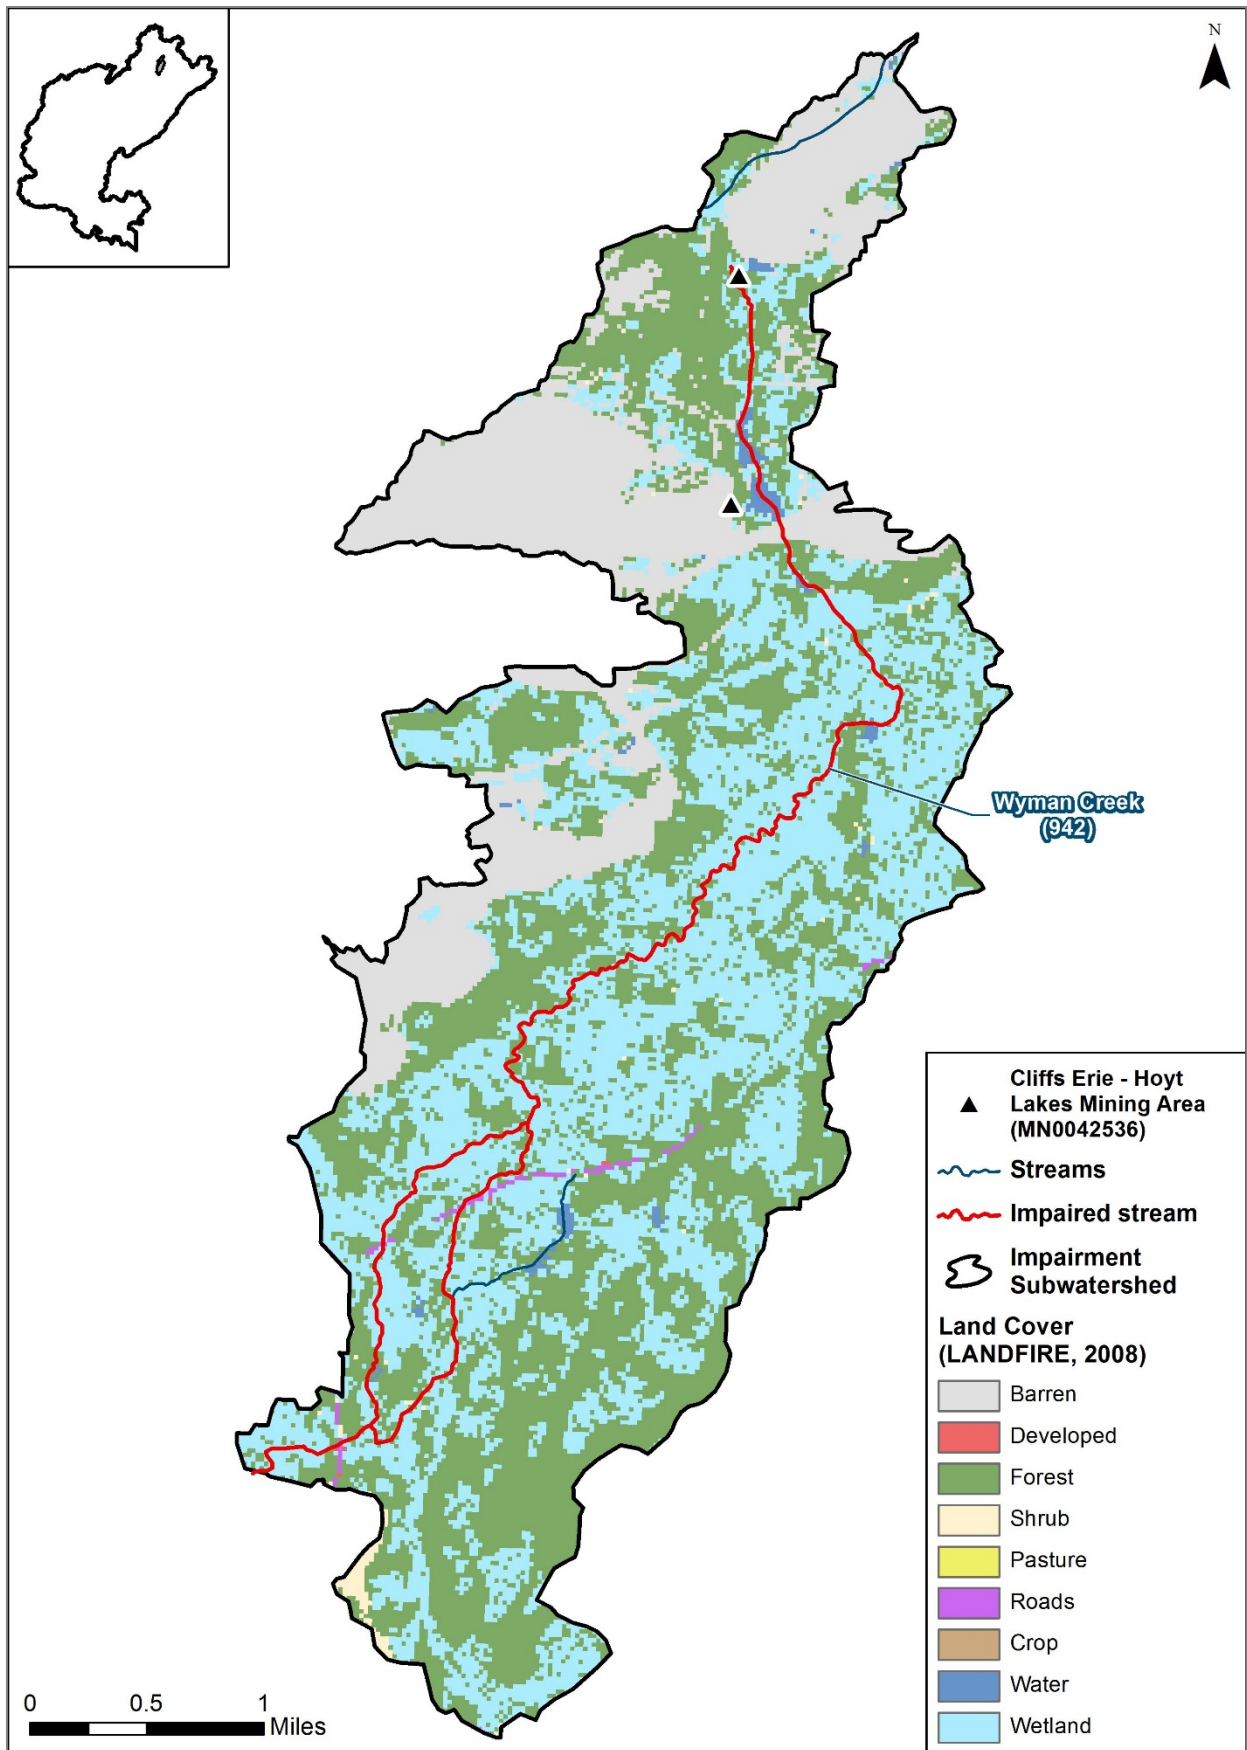 N
Wyman Creek
(942)
Cliffs Erie - Hoyt
Lakes Mining Area
(MN0042536)
Streams
Impaired stream
Impairment
Subwatershed
Land Cover
(LANDFIRE, 2008)
Barren
Developed
Forest
Shrub
Pasture
Roads
Crop
Water
Wetland
0 0.5 1
Miles